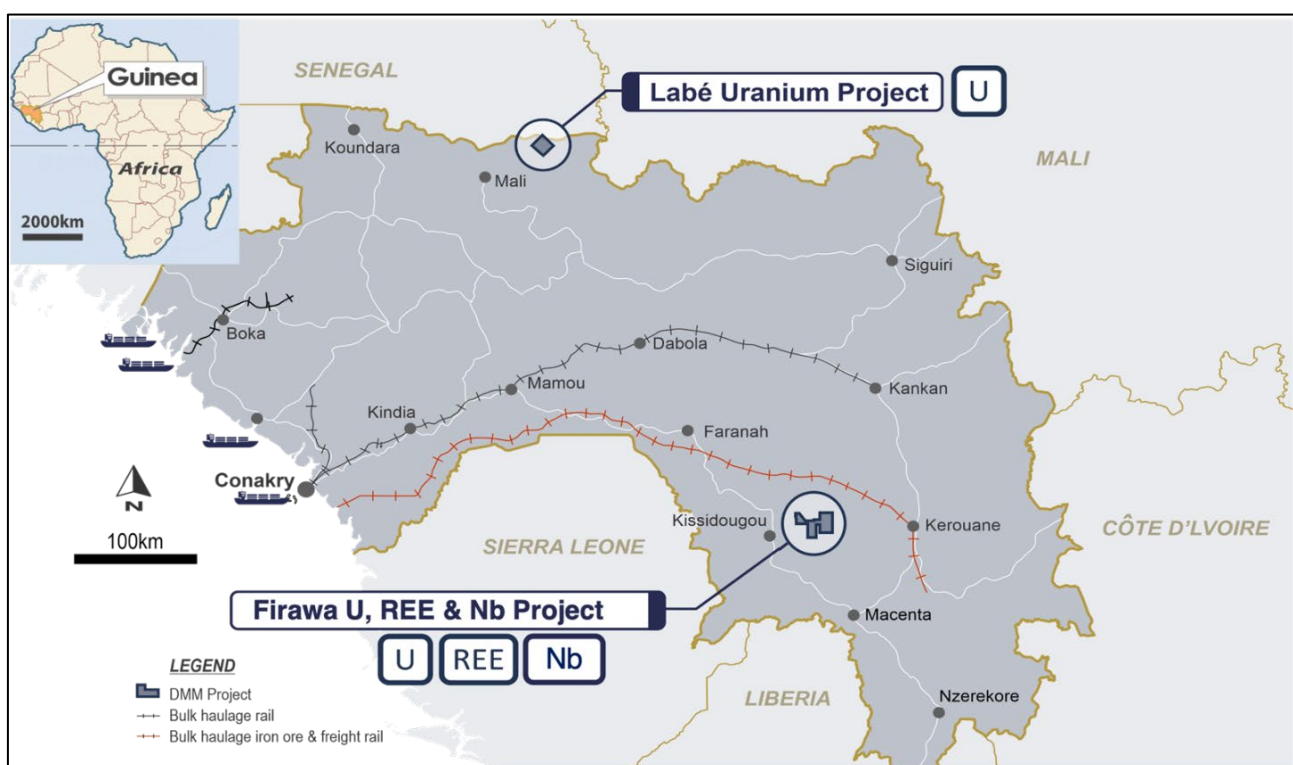 Guinea
Africa
2000km
SENEGAL
Labé Uranium Project
U
MALI
Koundara
Mali
Siguiri
Boka
Dabola
Mamou
Kankan
Kindia
Faranah
Conakry
N
100km
Kissidougou
Kerouane
SIERRA LEONE
CÔTE D'LVOIRE
Firawa U, REE & Nb Project
U
REE
Nb
Macenta
LIBERIA
Nzerekore
LEGEND
DMM Project
Bulk haulage rail
Bulk haulage iron ore & freight rail